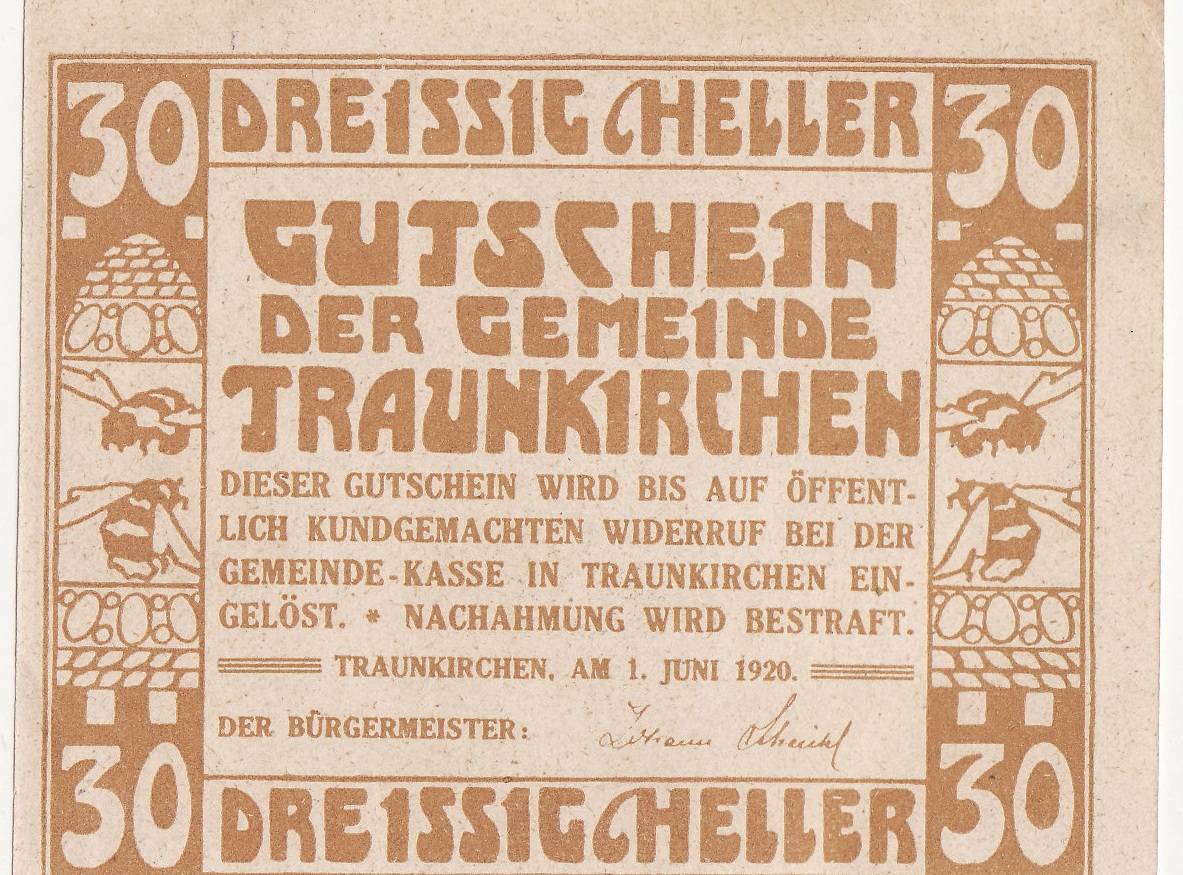 30 DREISSIG HELLER 30
GUTSCHEIN
DER GEMEINDE
TRAUNKIRCHEN
DIESER GUTSCHEIN WIRD BIS AUF ÖFFENT-
LICH KUNDGEMACHTEN WIDERRUF BEI DER
GEMEINDE-KASSE IN TRAUNKIRCHEN EIN-
GELÖST. * NACHAHMUNG WIRD BESTRAFT.
TRAUNKIRCHEN, AM 1. JUNI 1920.
DER BÜRGERMEISTER: Johann
30 DREISSIG HELLER 30